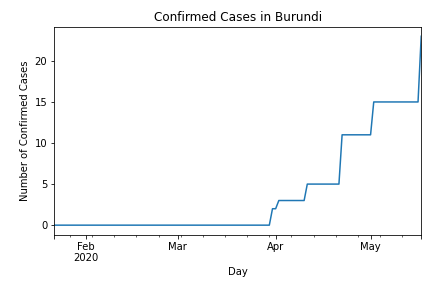 Confirmed Cases in Burundi
Number of Confirmed Cases
20
15
10
5
0
Feb
2020
Mar
Apr
May
Day